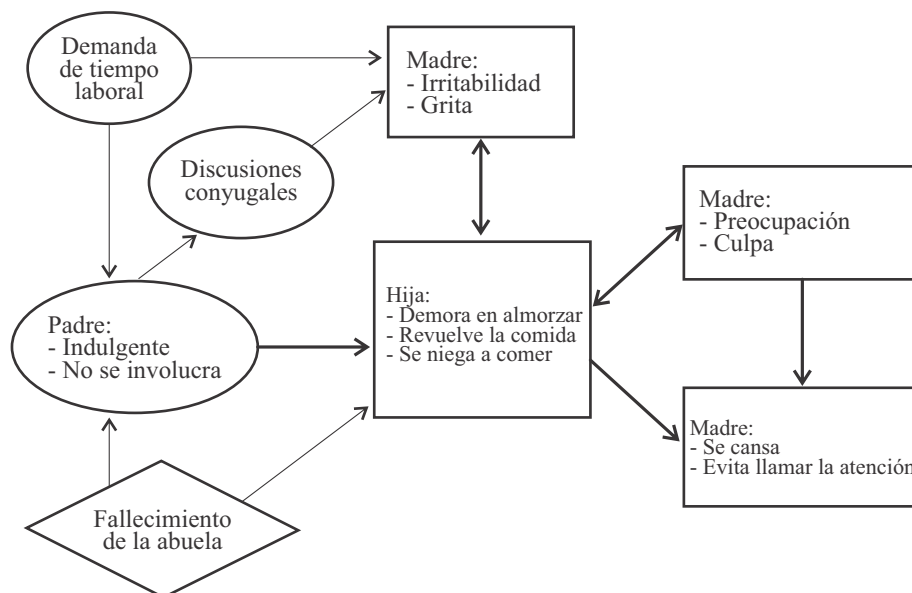 Demanda
de tiempo
laboral
Madre:
- Irritabilidad
- Grita
Discusiones
conyugales
Madre:
- Preocupación
- Culpa
Padre:
- Indulgente
- No se involucra
Hija:
- Demora en almorzar
- Revuelve la comida
- Se niega a comer
Madre:
- Se cansa
- Evita llamar la atención
Fallecimiento
de la abuela